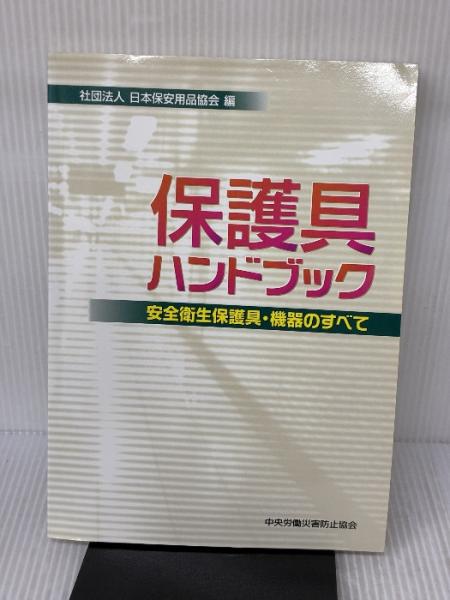 社団法人 日本保安用品協会 編
保護具
ハンドブック
安全衛生保護具・機器のすべて
中央労働災害防止協会